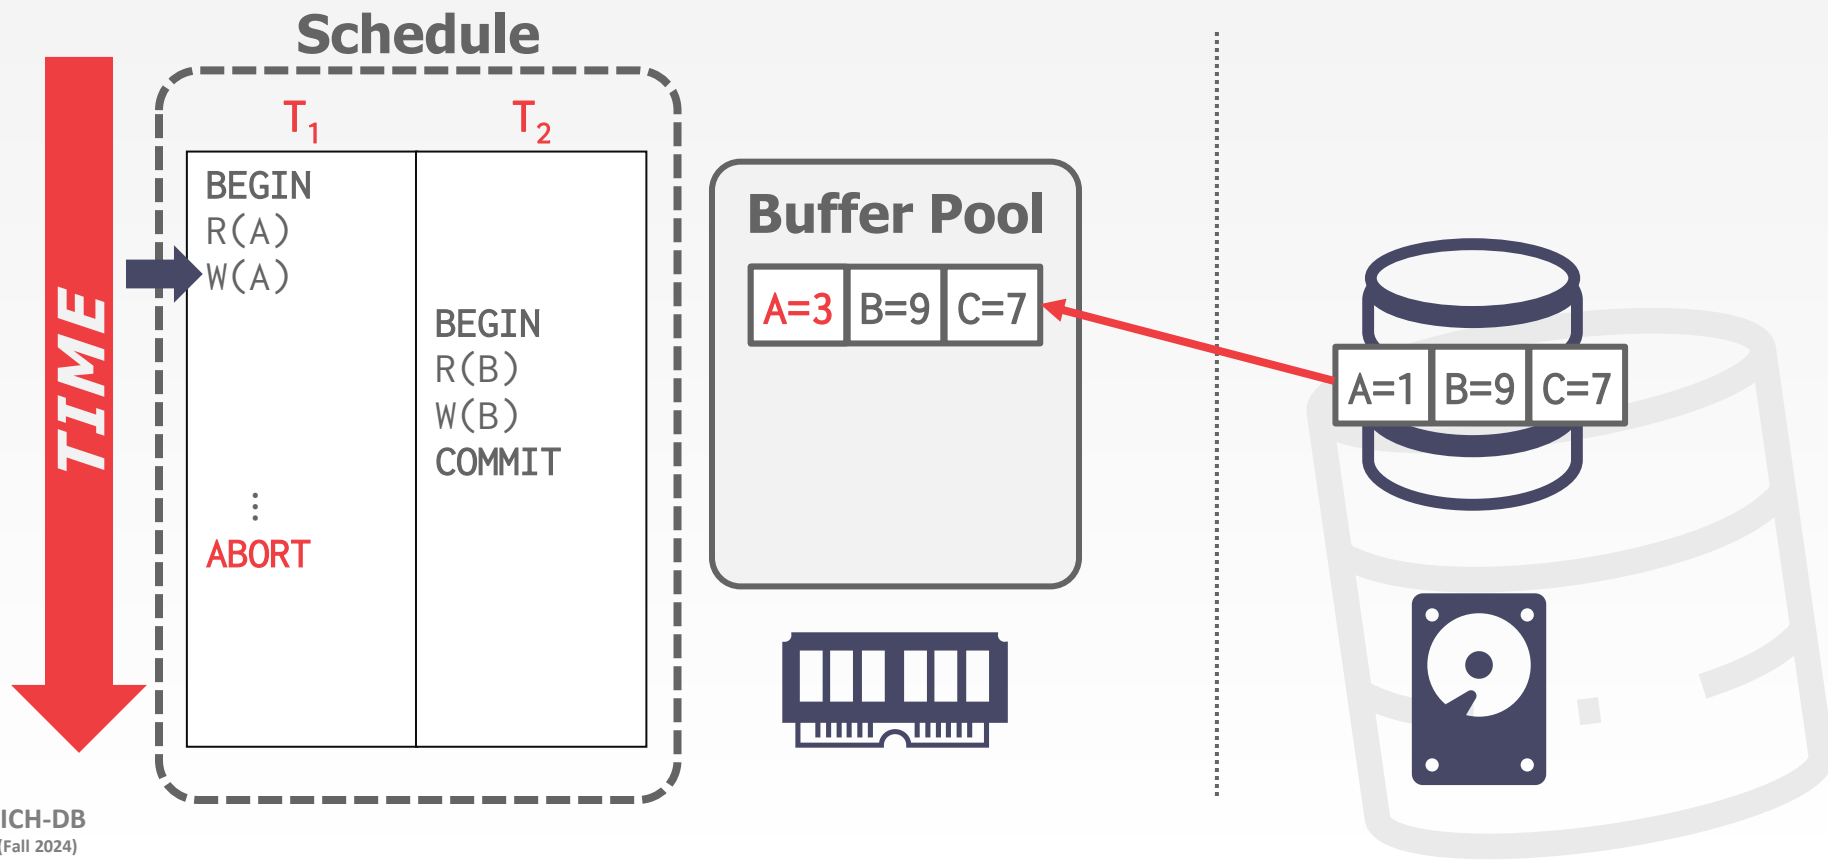 Schedule
TIME
T1
T2
BEGIN
R(A)
W(A)
BEGIN
R(B)
W(B)
COMMIT
⋮
ABORT
Buffer Pool
A=3 B=9 C=7
A=1 B=9 C=7
ICH-DB
(Fall 2024)